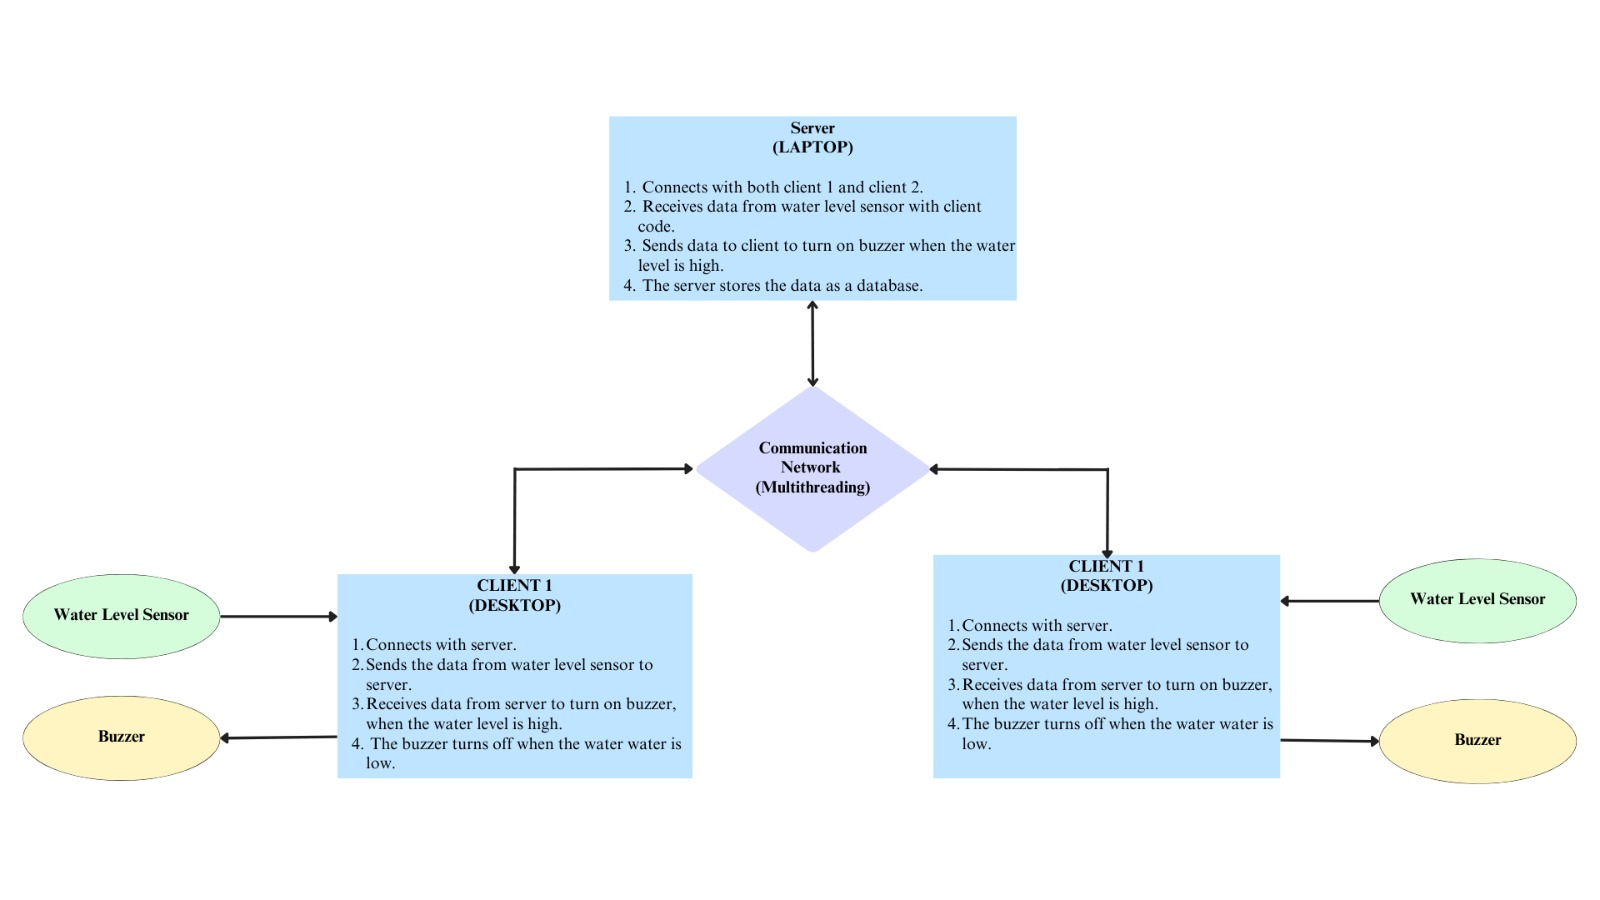 Server
(LAPTOP)
1. Connects with both client 1 and client 2.
2. Receives data from water level sensor with client
code.
3. Sends data to client to turn on buzzer when the water
level is high.
4. The server stores the data as a database.
Communication
Network
(Multithreading)
Water Level Sensor
Buzzer
CLIENT 1
(DESKTOP)
1. Connects with server.
2. Sends the data from water level sensor to
server.
3. Receives data from server to turn on buzzer,
when the water level is high.
4. The buzzer turns off when the water water is
low.
CLIENT 1
(DESKTOP)
1. Connects with server.
2. Sends the data from water level sensor to
server.
3. Receives data from server to turn on buzzer,
when the water level is high.
4. The buzzer turns off when the water water is
low.
Water Level Sensor
Buzzer